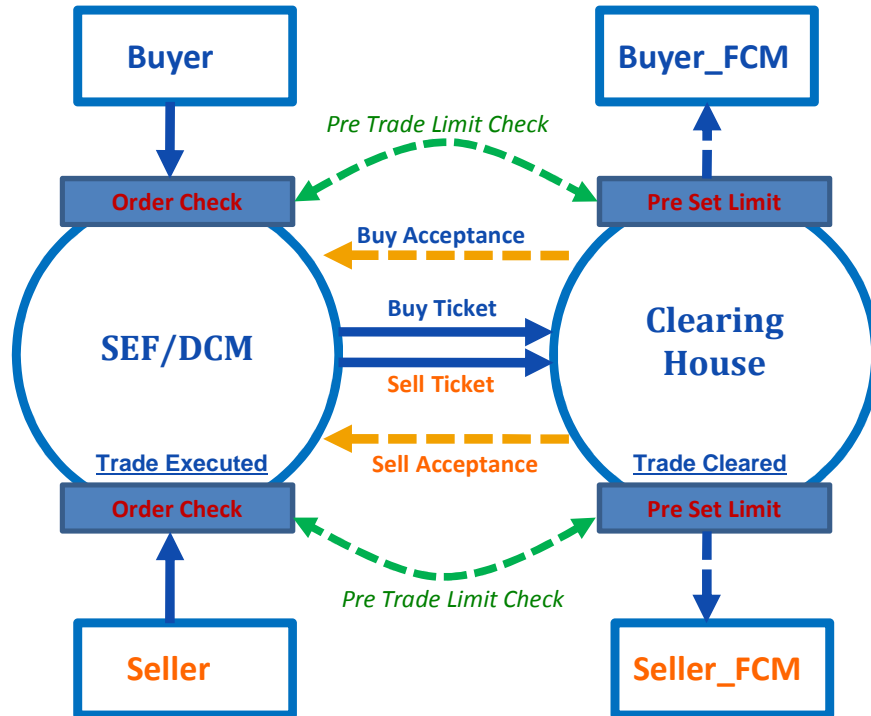 Buyer
Buyer_FCM
Pre Trade Limit Check
Order Check
Pre Set Limit
Buy Acceptance
Buy Ticket
SEF/DCM
Clearing
House
Sell Ticket
Trade Executed
Sell Acceptance
Trade Cleared
Order Check
Pre Set Limit
Pre Trade Limit Check
Seller
Seller_FCM